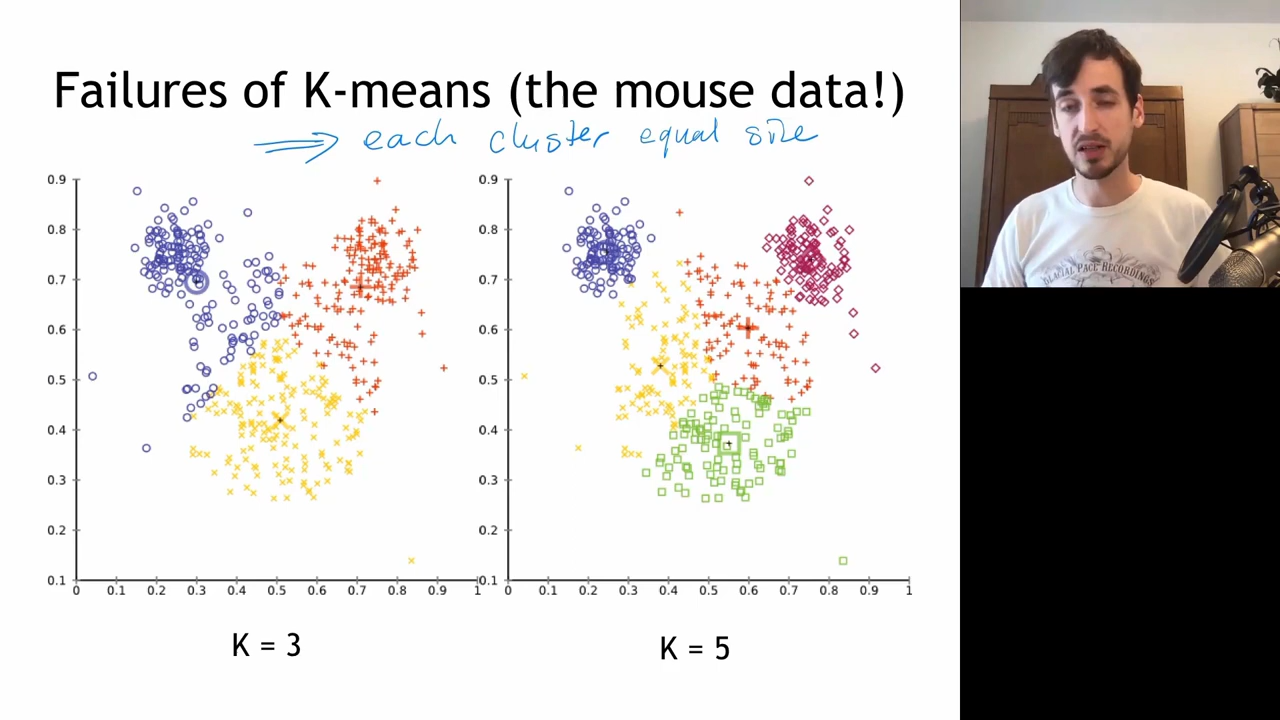 Failures of K-means (the mouse data!)
⟹ each cluster equal size
0.9
0.8
0.7
0.6
0.5
0.4
0.3
0.2
0.1
0 0.1 0.2 0.3 0.4 0.5 0.6 0.7 0.8 0.9 1
0.9
0.8
0.7
0.6
0.5
0.4
0.3
0.2
0.1
0 0.1 0.2 0.3 0.4 0.5 0.6 0.7 0.8 0.9 1
K = 3
K = 5
GLACIAL PACE RECORDINGS